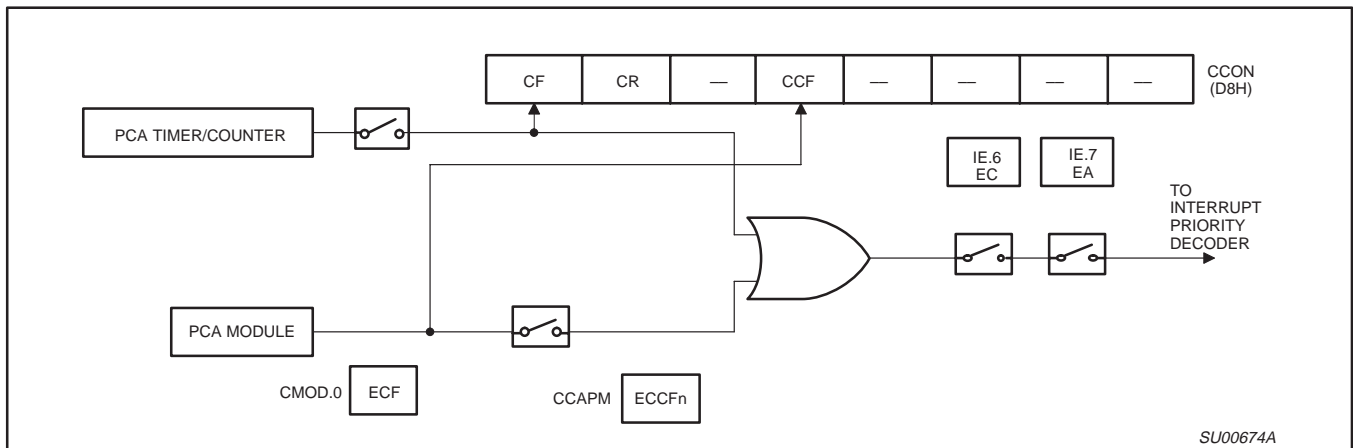 CF CR — CCF — — — —
CCON
(D8H)
PCA TIMER/COUNTER
IE.6
EC
IE.7
EA
TO
INTERRUPT
PRIORITY
DECODER
PCA MODULE
CMOD.0 ECF
CCAPM ECCFn
SU00674A